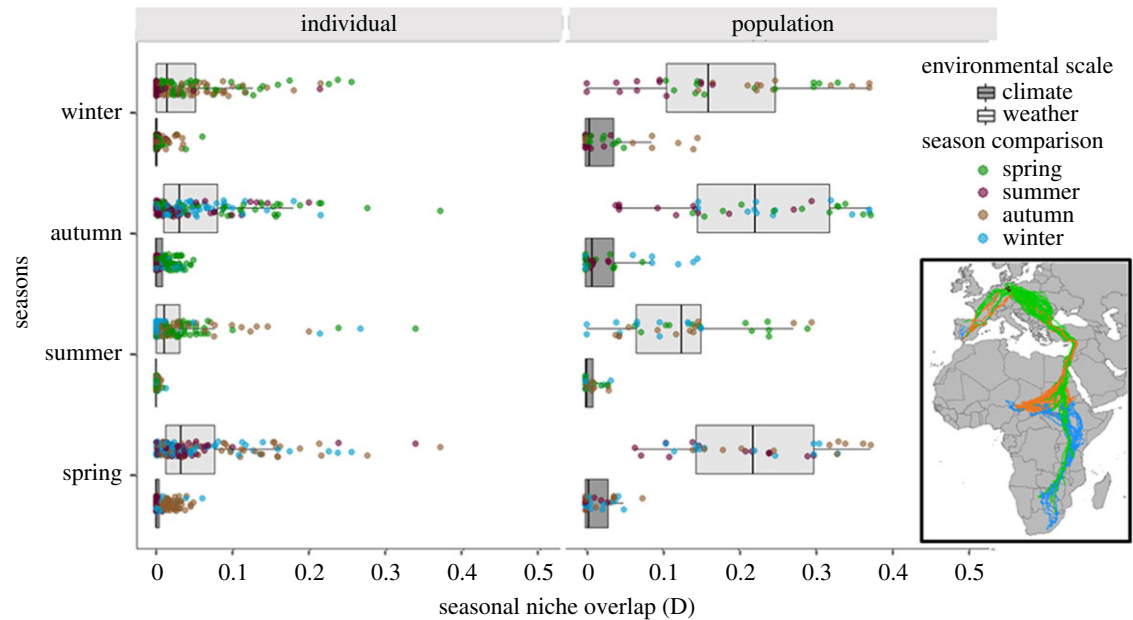 individual
population
environmental scale
climate
weather
season comparison
spring
summer
autumn
winter
seasons
winter
autumn
summer
spring
0 0.1 0.2 0.3 0.4 0.5
0 0.1 0.2 0.3 0.4 0.5
seasonal niche overlap (D)